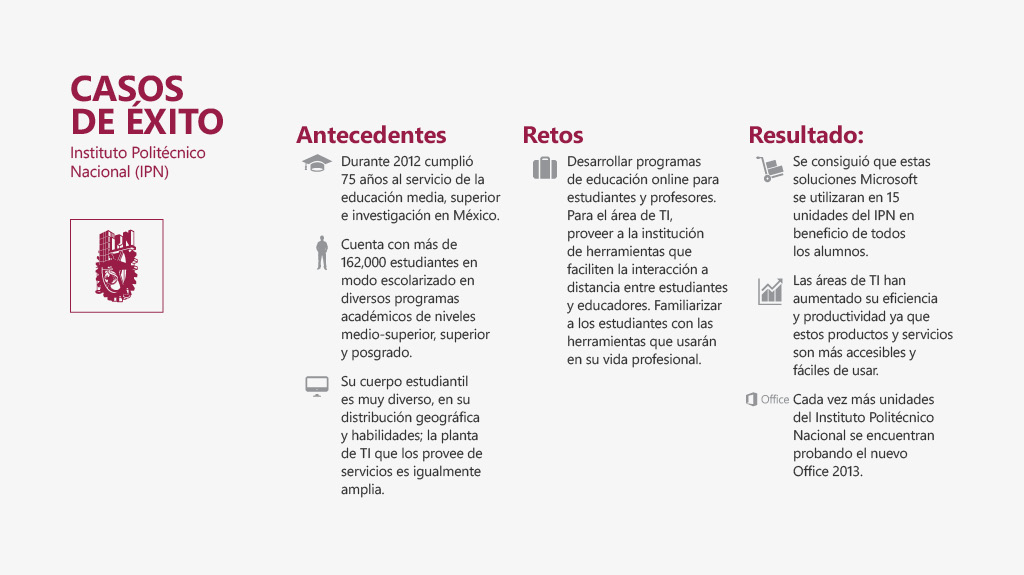 CASOS
DE ÉXITO
Instituto Politécnico
Nacional (IPN)
IPN
Antecedentes
Durante 2012 cumplió
75 años al servicio de la
educación media, superior
e investigación en México.
Cuenta con más de
162,000 estudiantes en
modo escolarizado en
diversos programas
académicos de niveles
medio-superior, superior
y posgrado.
Su cuerpo estudiantil
es muy diverso, en su
distribución geográfica
y habilidades; la planta
de TI que los provee de
servicios es igualmente
amplia.
Retos
Desarrollar programas
de educación online para
estudiantes y profesores.
Para el área de TI,
proveer a la institución
de herramientas que
faciliten la interacción a
distancia entre estudiantes
y educadores. Familiarizar
a los estudiantes con las
herramientas que usarán
en su vida profesional.
Resultado:
Se consiguió que estas
soluciones Microsoft
se utilizaran en 15
unidades del IPN en
beneficio de todos
los alumnos.
Las áreas de TI han
aumentado su eficiencia
y productividad ya que
estos productos y servicios
son más accesibles y
fáciles de usar.
Office
Cada vez más unidades
del Instituto Politécnico
Nacional se encuentran
probando el nuevo
Office 2013.